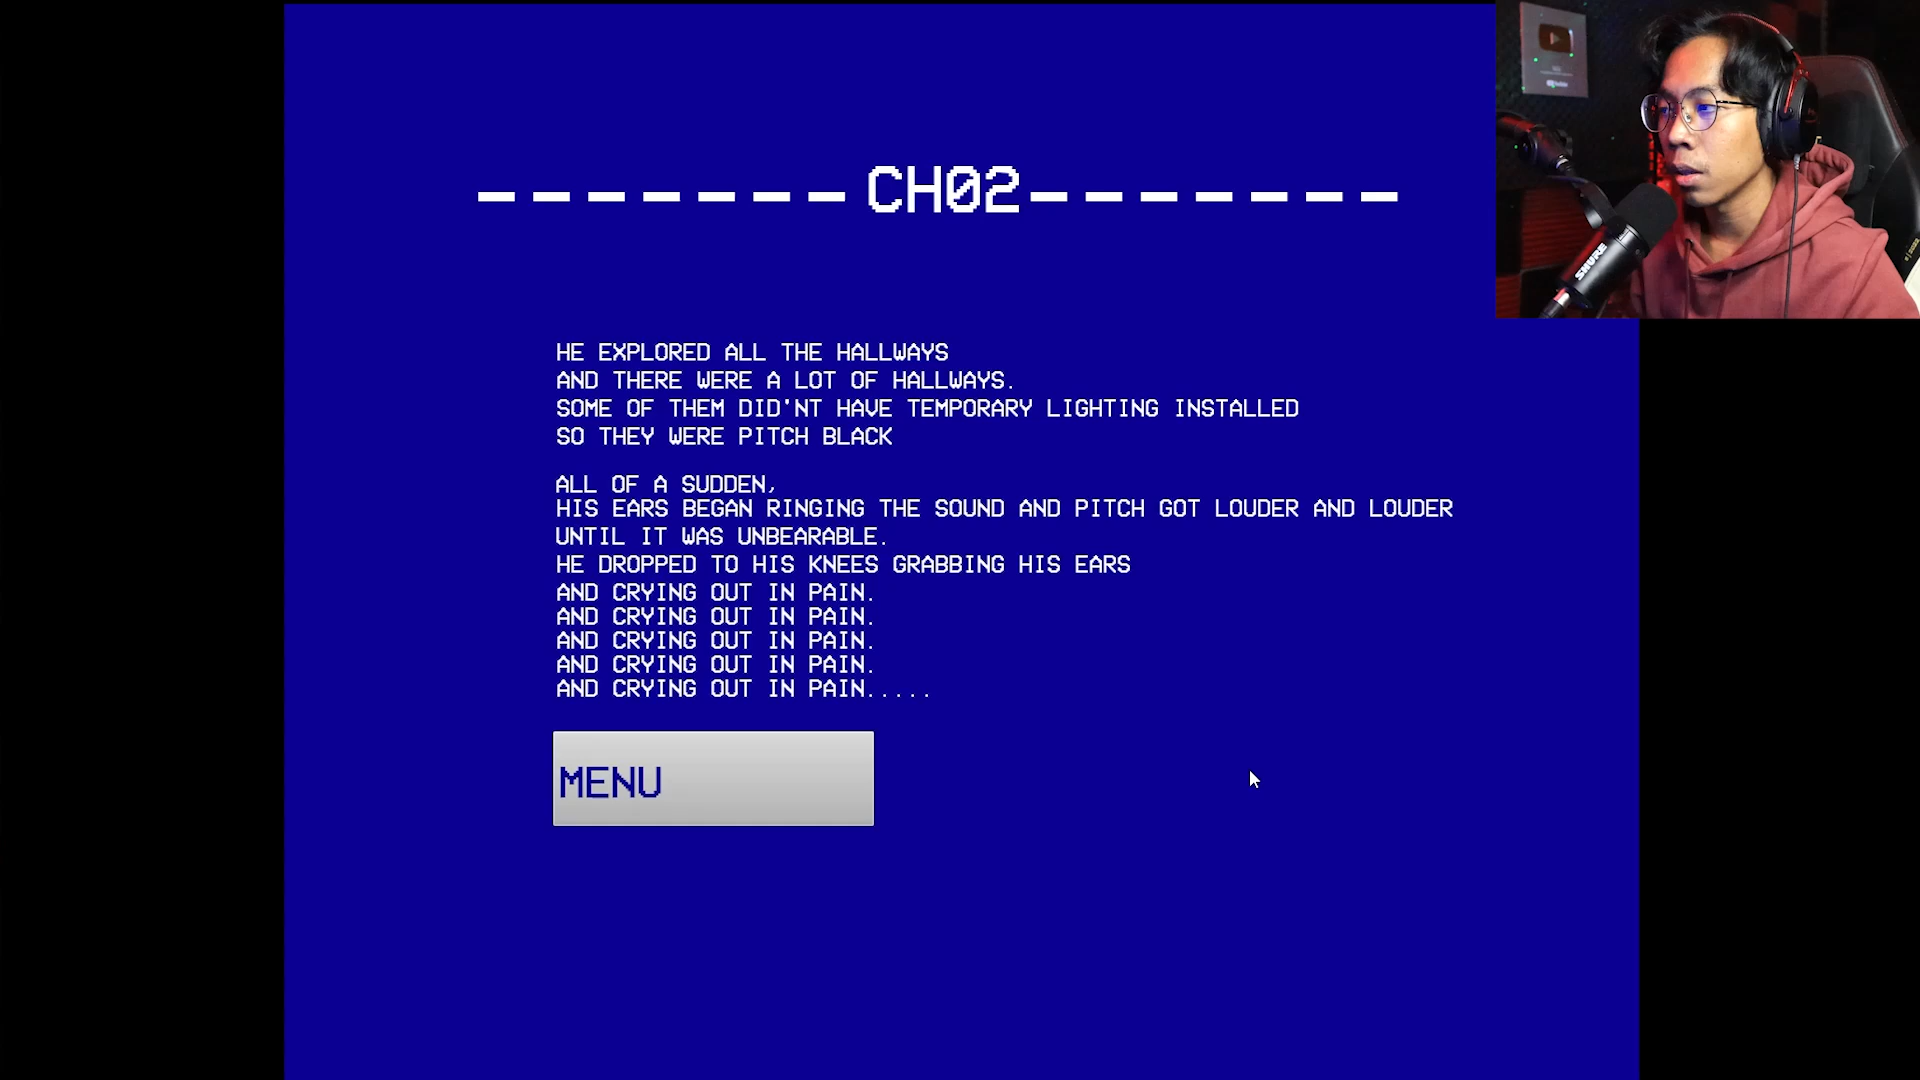 -------CH02-------
HE EXPLORED ALL THE HALLWAYS
AND THERE WERE A LOT OF HALLWAYS.
SOME OF THEM DID'NT HAVE TEMPORARY LIGHTING INSTALLED
SO THEY WERE PITCH BLACK
ALL OF A SUDDEN,
HIS EARS BEGAN RINGING THE SOUND AND PITCH GOT LOUDER AND LOUDER
UNTIL IT WAS UNBEARABLE.
HE DROPPED TO HIS KNEES GRABBING HIS EARS
AND CRYING OUT IN PAIN.
AND CRYING OUT IN PAIN.
AND CRYING OUT IN PAIN.
AND CRYING OUT IN PAIN.
AND CRYING OUT IN PAIN.....
MENU
SHURE